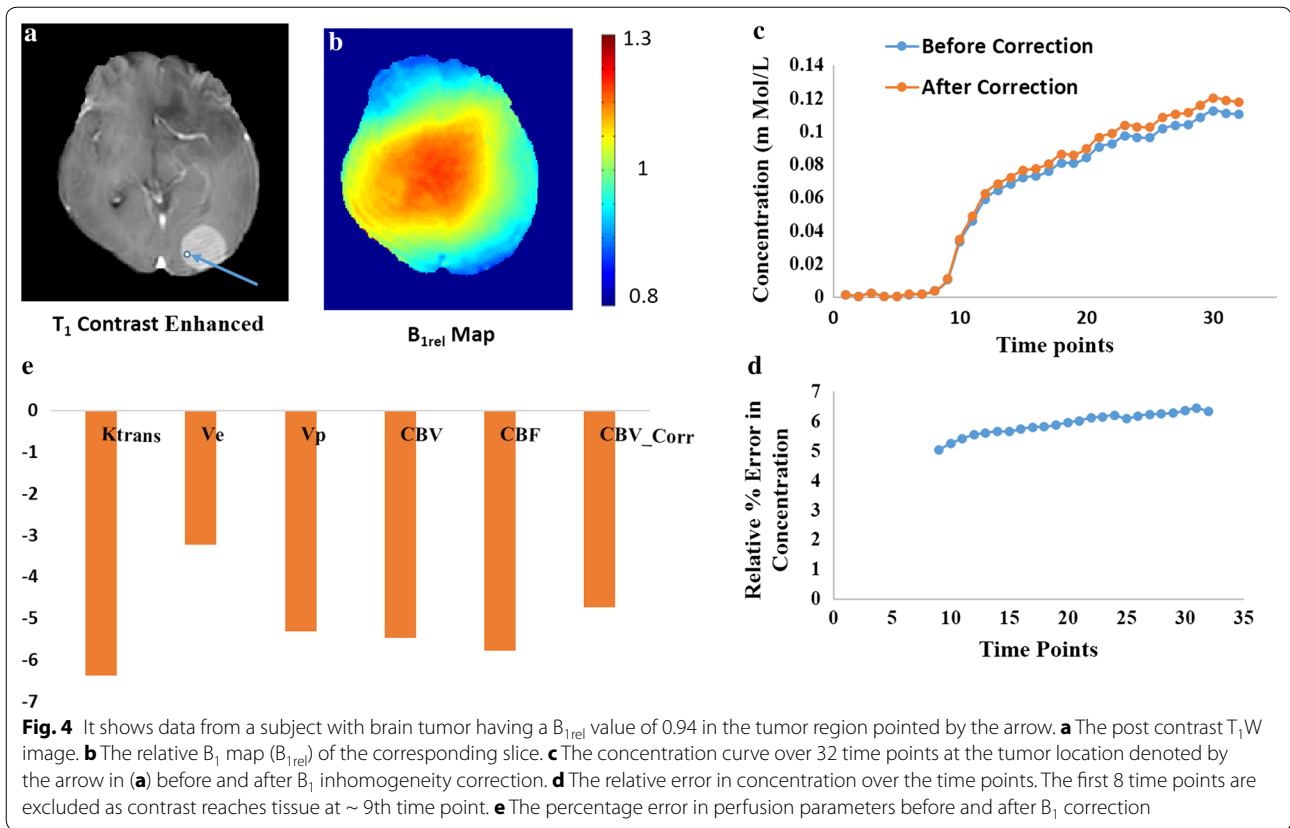 a
T1 Contrast Enhanced
b
1.3
1
0.8
B1rel Map
c
Before Correction
After Correction
Concentration (m Mol/L
0.14
0.12
0.1
0.08
0.06
0.04
0.02
0
0 10 20 30
Time points
d
Relative % Error in
Concentration
7
6
5
4
3
2
1
0
0 5 10 15 20 25 30 35
Time Points
e
0
-1
-2
-3
-4
-5
-6
-7
Ktrans Ve Vp CBV CBF CBV_Corr
Fig. 4 It shows data from a subject with brain tumor having a B1rel value of 0.94 in the tumor region pointed by the arrow. a The post contrast T1W
image. b The relative B1 map (B1rel) of the corresponding slice. c The concentration curve over 32 time points at the tumor location denoted by
the arrow in (a) before and after B1 inhomogeneity correction. d The relative error in concentration over the time points. The first 8 time points are
excluded as contrast reaches tissue at ~ 9th time point. e The percentage error in perfusion parameters before and after B1 correction